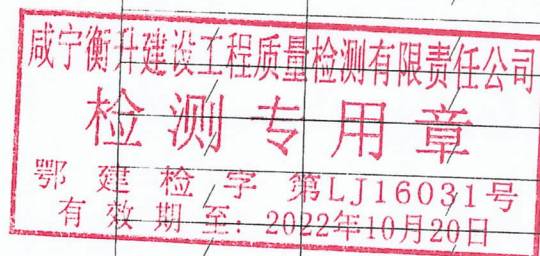 咸宁衡升建设工程质量检测有限责任公司
检测专用章
鄂建检字第LJ16031号
有效期至：2022年10月20日